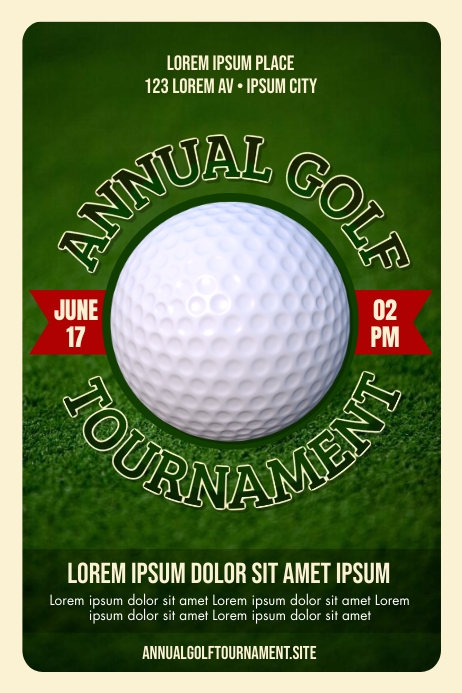 LOREM IPSUM PLACE
123 LOREM AV • IPSUM CITY
ANNUAL GOLF
JUNE
17
02
PM
TOURNAMENT
LOREM IPSUM DOLOR SIT AMET IPSUM
Lorem ipsum dolor sit amet Lorem ipsum dolor sit amet Lorem
ipsum dolor sit amet Lorem ipsum dolor sit amet
ANNUALGOLFTOURNAMENT.SITE